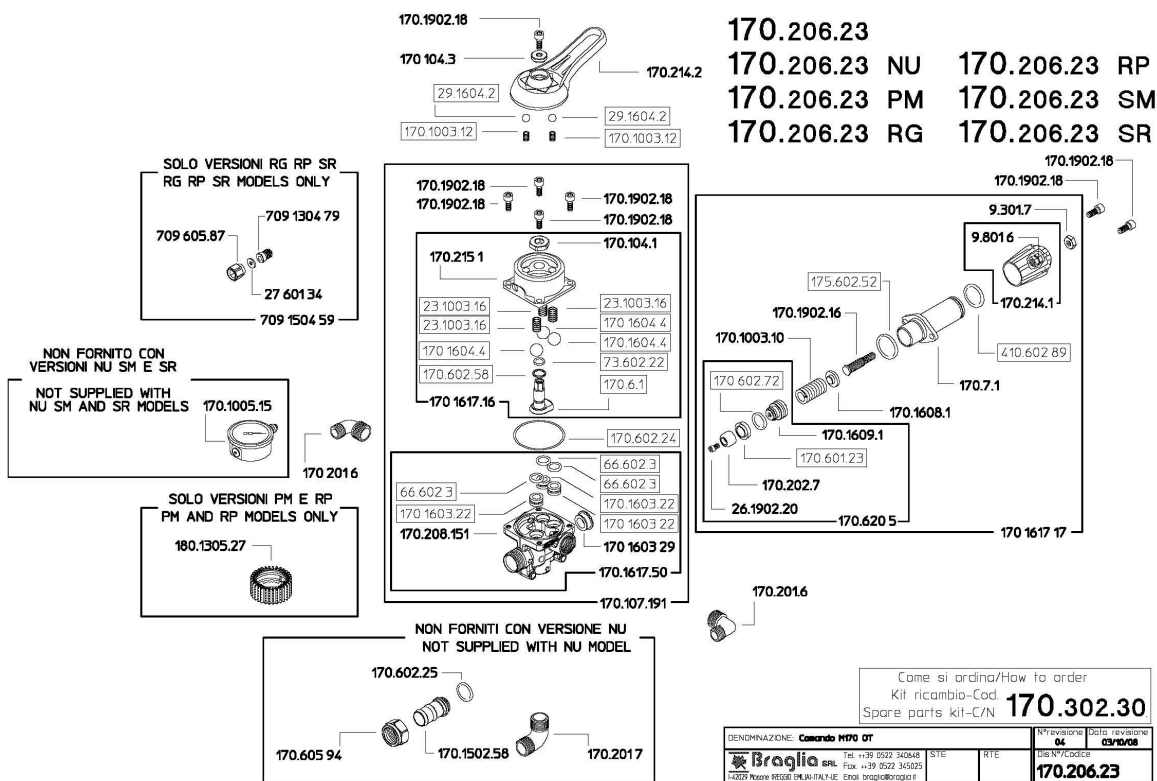 170.1902.18
170 104.3
170.214.2
29.1604.2
29.1604.2
170.1003.12
170.1003.12
170.206.23
170.206.23 NU 170.206.23 RP
170.206.23 PM 170.206.23 SM
170.206.23 RG 170.206.23 SR
SOLO VERSIONI RG RP SR
RG RP SR MODELS ONLY
709 1304 79
709 605.87
27 601 34
709 1504 59
NON FORNITO CON
VERSIONI NU SM E SR
NOT SUPPLIED WITH
NU SM AND SR MODELS
170.1005.15
170 201 6
SOLO VERSIONI PM E RP
PM AND RP MODELS ONLY
180.1305.27
170.1902.18
170.1902.18
170.1902.18
170.1902.18
170.104.1
170.215 1
23.1003.16
23.1003.16
170 1604 4
170.1604.4
170 1604.4
73.602 22
170.602.58
170.6.1
170 1617.16
170.602.24
66.602.3
66.602.3
66.602 3
170.1603.22
170 1603.22
170 1603 22
170.208.151
170 1603 29
170.1617.50
170.107.191
170.1902.18
170.1902.18
9.301.7
9.801 6
170.214.1
175.602.52
170.1902.16
170.1003.10
410.602 89
170.7.1
170 602.72
170.1608.1
170.1609.1
170.601.23
170.202.7
26.1902.20
170.620 5
170 1617 17
170.201.6
NON FORNITI CON VERSIONE NU
NOT SUPPLIED WITH NU MODEL
170.602.25
170.605 94
170.1502.58
170.201 7
Come si ordina/How to order
Kit ricambio-Cod.
Spare parts kit-C/N 170.302.30
DENOMINAZIONE: Comando M170 OT
N°revisione
04
Data revisione
03/10/08
Braglia SRL
Tel. ++39 0522 340648
Fax. ++39 0522 345025
STE
RTE
Dis N°/Codice
170.206.23